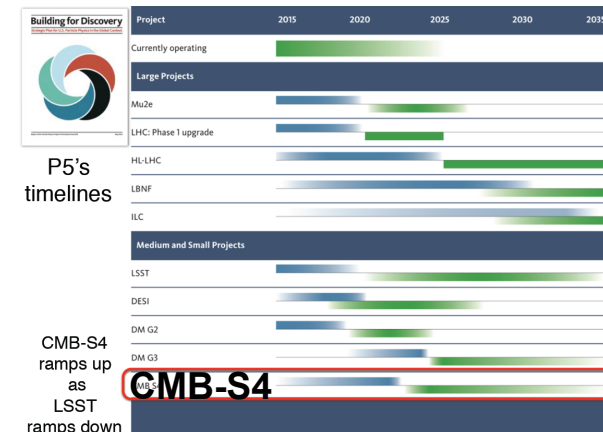 Building for Discovery
Strategic Plan for U.S. Particle Physics in the Global Context
P5's
timelines
CMB-S4
ramps up
as
LSST
ramps down
Project 2015 2020 2025 2030 2035
Currently operating
Large Projects
Mu2e
LHC: Phase 1 upgrade
HL-LHC
LBNF
ILC
Medium and Small Projects
LSST
DESI
DM G2
DM G3
CMB-S4